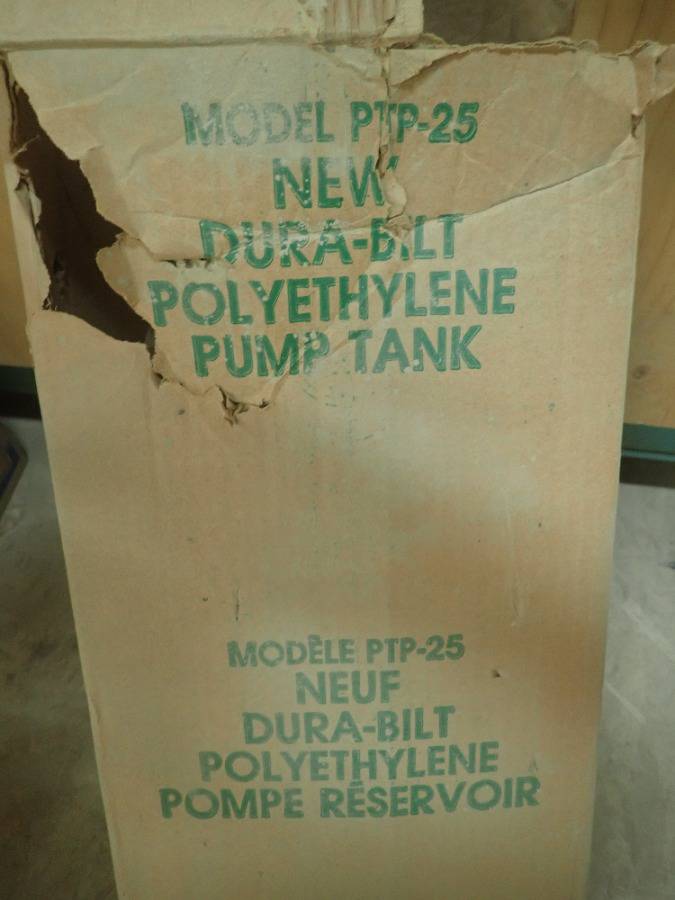 MODEL PTP-25
NEW
DURA-BILT
POLYETHYLENE
PUMP TANK
MODÈLE PTP-25
NEUF
DURA-BILT
POLYETHYLENE
POMPE RÉSERVOIR